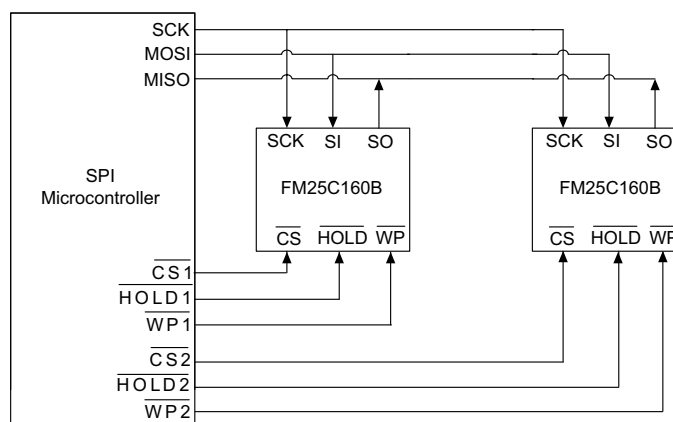 SCK
MOSI
MISO
SCK SI SO
SCK SI SO
SPI
Microcontroller
FM25C160B
FM25C160B
CS HOLD WP
CS HOLD WP
CS1
HOLD1
WP1
CS2
HOLD2
WP2